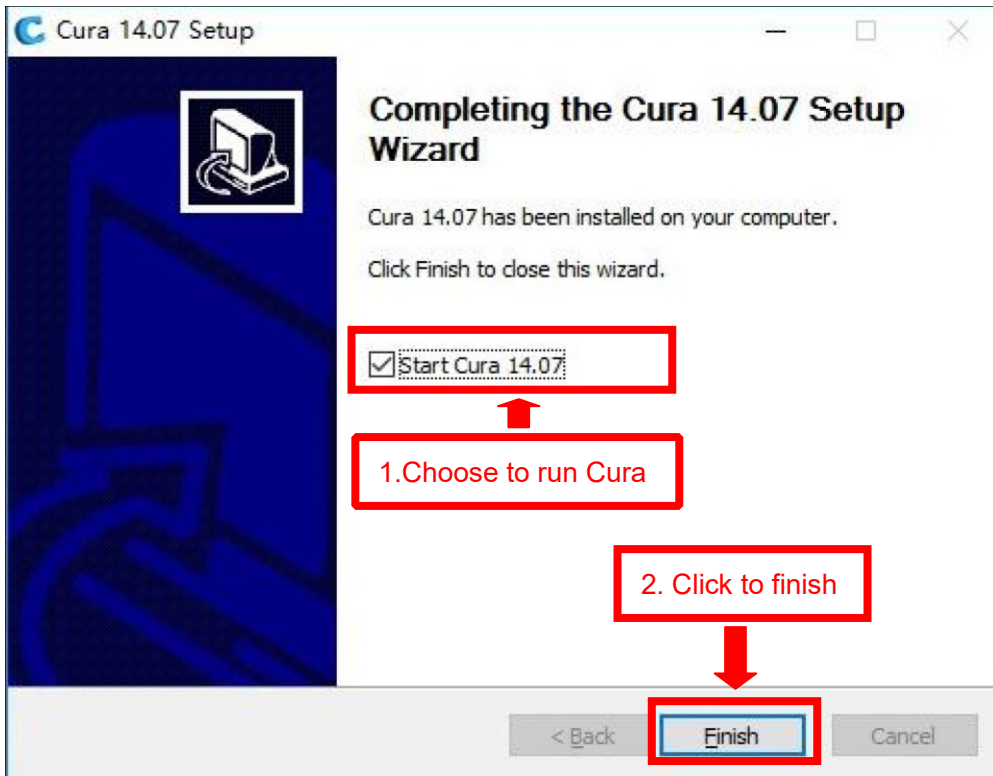 Cura 14.07 Setup
Completing the Cura 14.07 Setup
Wizard
Cura 14.07 has been installed on your computer.
Click Finish to close this wizard.
Start Cura 14.07
1.Choose to run Cura
2. Click to finish
< Back
Finish
Cancel